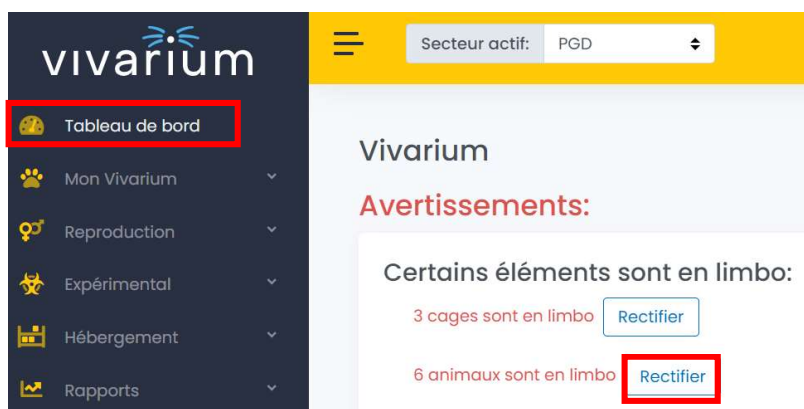 vivarium
Secteur actif: PGD
Tableau de bord
Mon Vivarium
Reproduction
Expérimental
Hébergement
Rapports
Vivarium
Avertissements:
Certains éléments sont en limbo:
3 cages sont en limbo Rectifier
6 animaux sont en limbo Rectifier